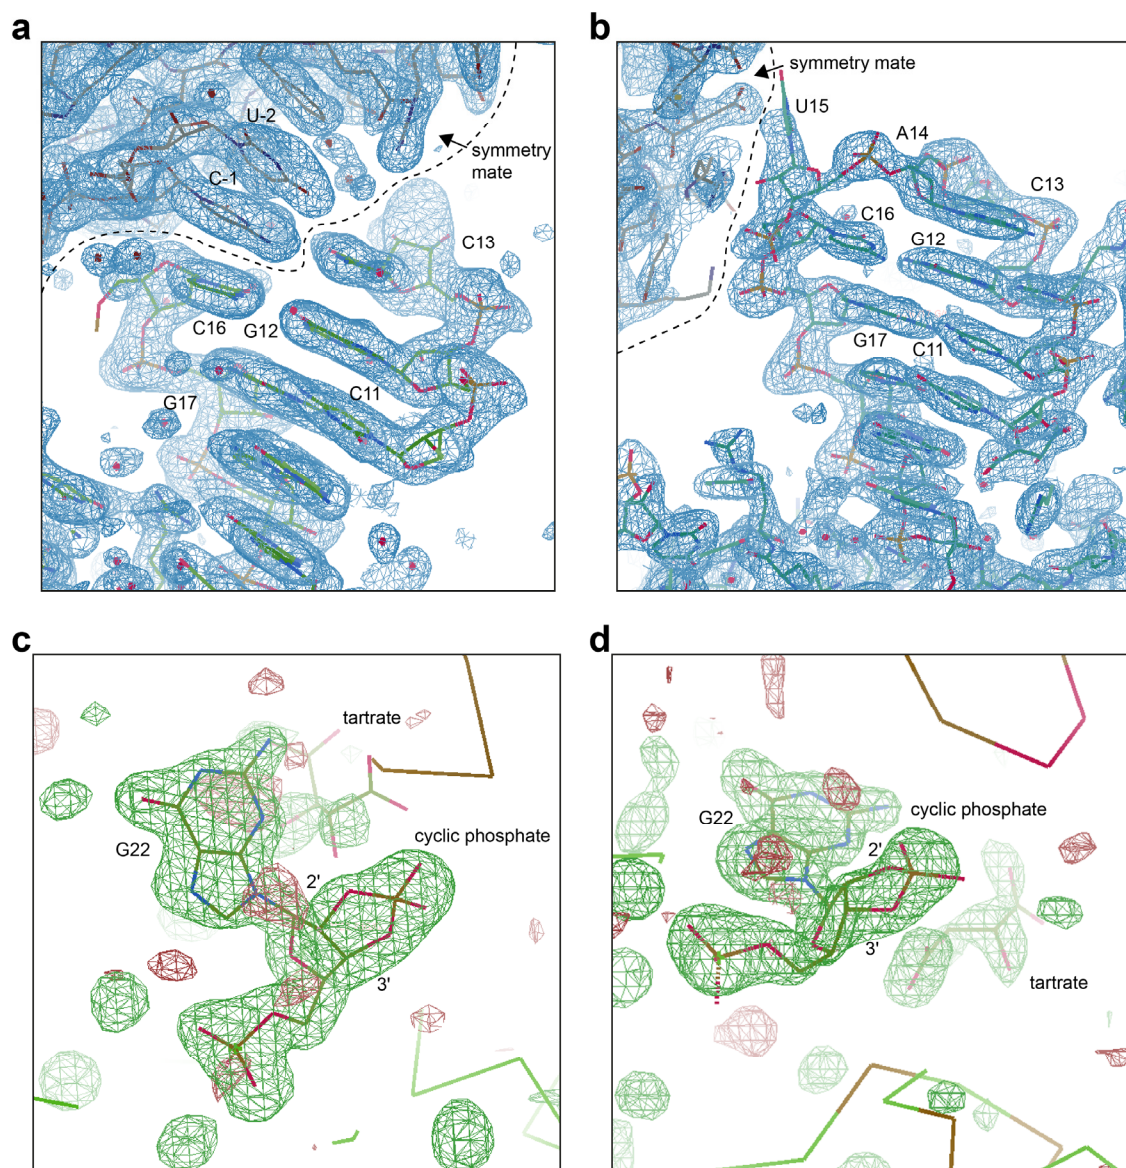 a
U-2
C-1
symmetry
mate
C13
C16
G12
C11
G17
b
symmetry mate
U15
A14
C13
C16
G12
G17
C11
c
tartrate
cyclic phosphate
G22
2'
3'
d
G22
cyclic phosphate
2'
3'
tartrate